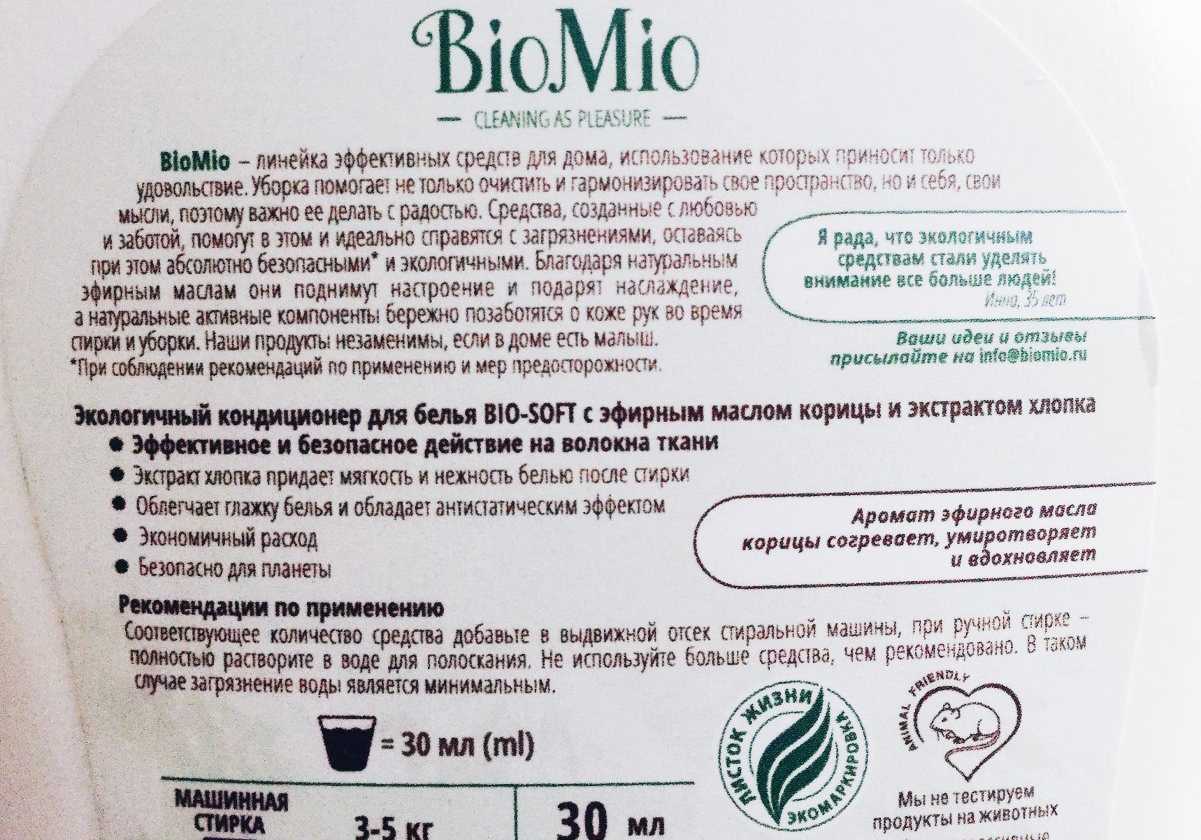 BioMio
— CLEANING AS PLEASURE —
BioMio – линейка эффективных средств для дома, использование которых приносит только
удовольствие. Уборка помогает не только очистить и гармонизировать свое пространство, но и себя, свои
мысли, поэтому важно ее делать с радостью. Средства, созданные с любовью
и заботой, помогут в этом и идеально справятся с загрязнениями, оставаясь
при этом абсолютно безопасными* и экологичными. Благодаря натуральным
эфирным маслам они поднимут настроение и подарят наслаждение,
а натуральные активные компоненты бережно позаботятся о коже рук во время
стирки и уборки. Наши продукты незаменимы, если в доме есть малыш.
*При соблюдении рекомендаций по применению и мер предосторожности.
Я рада, что экологичным
средствам стали уделять
внимание все больше людей!
Инна, 35 лет
Ваши идеи и отзывы
присылайте на info@biomio.ru
Экологичный кондиционер для белья BIO-SOFT с эфирным маслом корицы и экстрактом хлопка
● Эффективное и безопасное действие на волокна ткани
● Экстракт хлопка придает мягкость и нежность белью после стирки
● Облегчает глажку белья и обладает антистатическим эффектом
● Экономичный расход
● Безопасно для планеты
Аромат эфирного масла
корицы согревает, умиротворяет
и вдохновляет
Рекомендации по применению
Соответствующее количество средства добавьте в выдвижной отсек стиральной машины, при ручной стирке –
полностью растворите в воде для полоскания. Не используйте больше средства, чем рекомендовано. В таком
случае загрязнение воды является минимальным.
= 30 мл (ml)
ЛИСТОК ЖИЗНИ
ЭКОМАРКИРОВКА
ANIMAL FRIENDLY
Мы не тестируем
продукты на животных
МАШИННАЯ
СТИРКА
3-5 кг
30 мл